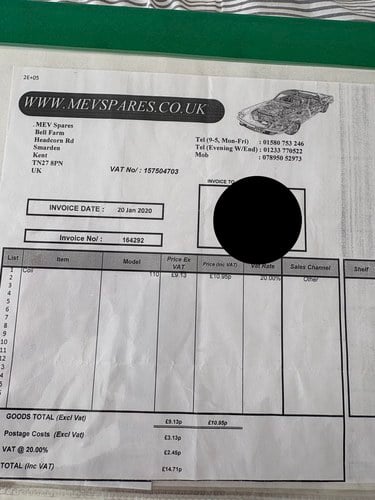 2E+05
WWW.MEVSPARES.CO.UK
.MEV Spares
Bell Farm
Headcorn Rd
Smarden
Kent
TN27 8PN
UK
VAT No/ : 157504703
Tel (9-5, Mon-Fri) : 01580 753 246
Tel (Evening W/End) : 01233 770522
Mob : 078950 52973
INVOICE TO
INVOICE DATE : 20 Jan 2020
Invoice No/ : 164292
List Item Model Price Ex VAT Price (Inc VAT) Vat Rate Sales Channel Shelf
1 Coil 110 £9.13 £10.95p 20.00% Other
2
3
4
5
6
7
8
9
10
11
12
GOODS TOTAL (Excl Vat) £9.13p £10.95p
Postage Costs (Excl Vat) £3.13p
VAT @ 20.00% £2.45p
TOTAL (Inc VAT) £14.71p